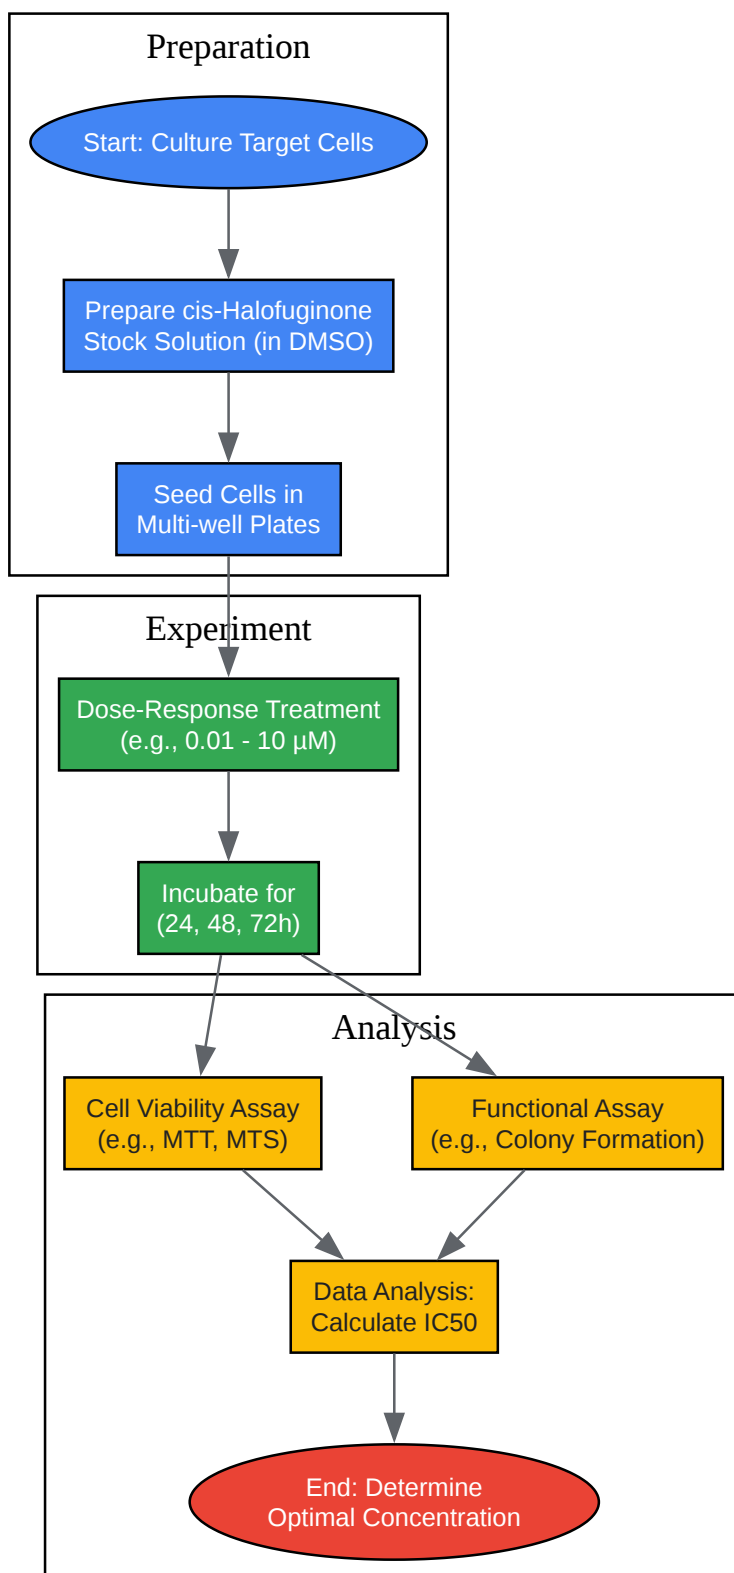 Preparation
Start: Culture Target Cells
Prepare cis-Halofuginone
Stock Solution (in DMSO)
Seed Cells in
Multi-well Plates
Experiment
Dose-Response Treatment
(e.g., 0.01 - 10 µM)
Incubate for
(24, 48, 72h)
Analysis
Cell Viability Assay
(e.g., MTT, MTS)
Functional Assay
(e.g., Colony Formation)
Data Analysis:
Calculate IC50
End: Determine
Optimal Concentration